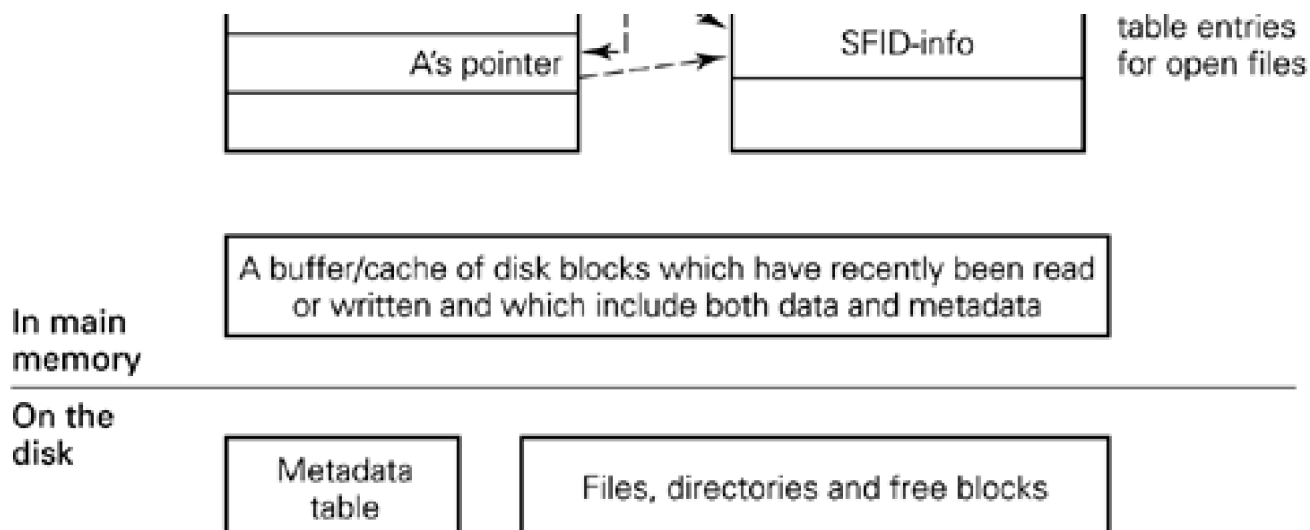 table entries
for open files
SFID-info
A's pointer
A buffer/cache of disk blocks which have recently been read
or written and which include both data and metadata
In main
memory
On the
disk
Metadata
table
Files, directories and free blocks